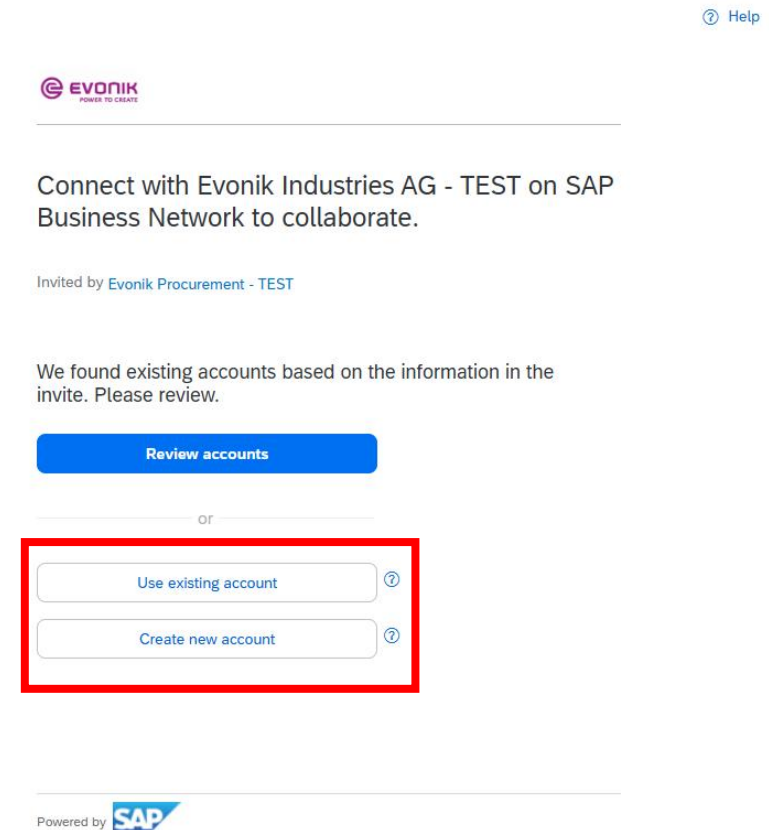 Help
EVONIK
POWER TO CREATE
Connect with Evonik Industries AG - TEST on SAP
Business Network to collaborate.
Invited by Evonik Procurement - TEST
We found existing accounts based on the information in the
invite. Please review.
Review accounts
or
Use existing account
Create new account
Powered by SAP